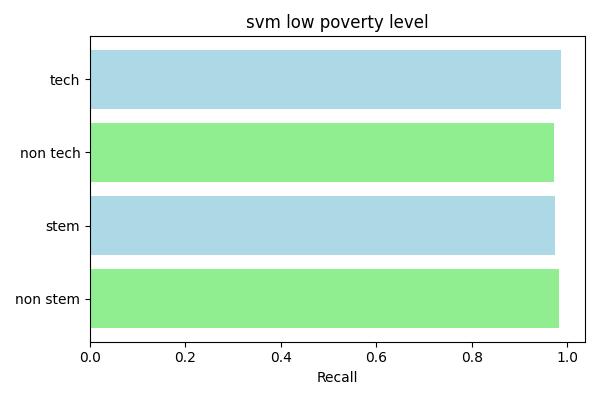 svm low poverty level
tech
non tech
stem
non stem
0.0 0.2 0.4 0.6 0.8 1.0
Recall